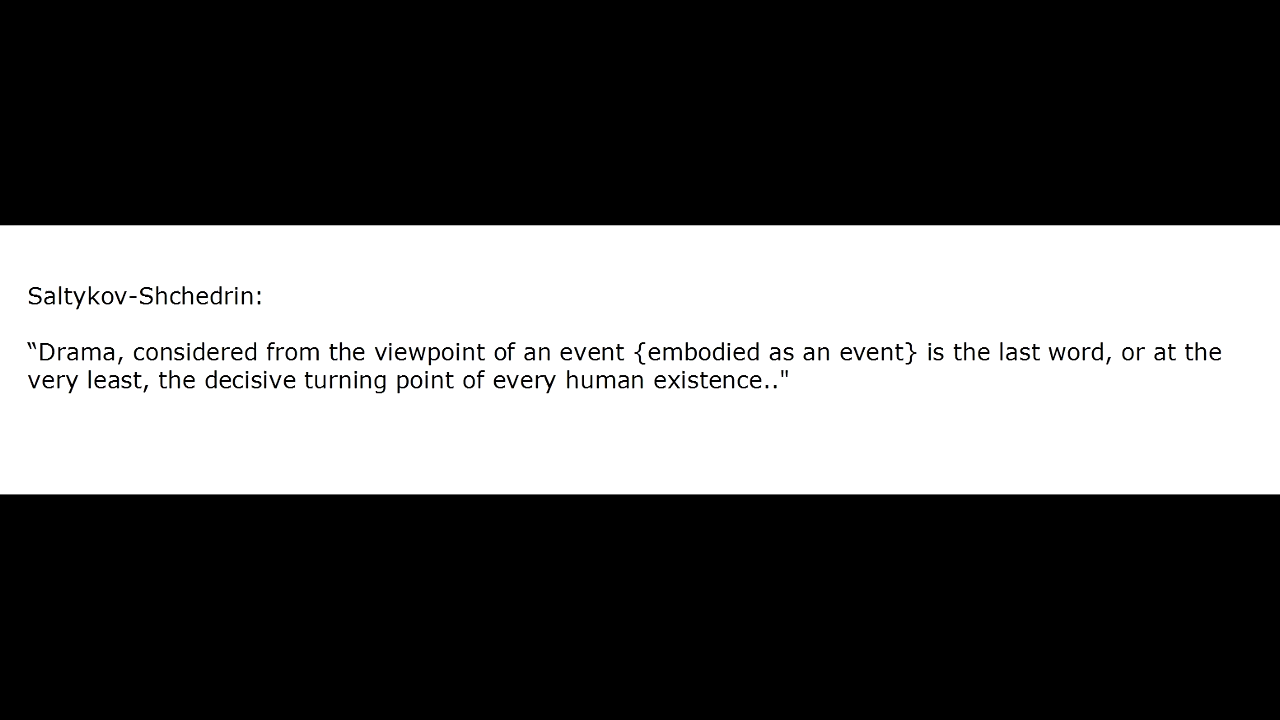 Saltykov-Shchedrin:
“Drama, considered from the viewpoint of an event {embodied as an event} is the last word, or at the
very least, the decisive turning point of every human existence.."